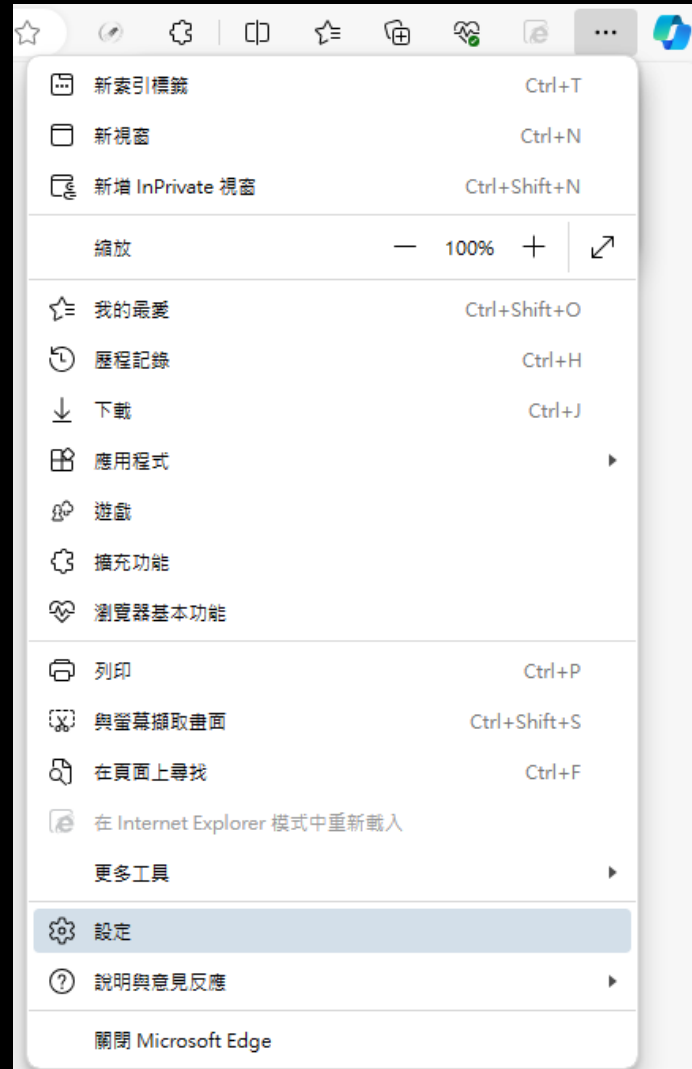 新索引標籤 Ctrl+T
新視窗 Ctrl+N
新增 InPrivate 視窗 Ctrl+Shift+N
縮放 — 100% +
我的最愛 Ctrl+Shift+O
歷程記錄 Ctrl+H
下載 Ctrl+J
應用程式
遊戲
擴充功能
瀏覽器基本功能
列印 Ctrl+P
與螢幕擷取畫面 Ctrl+Shift+S
在頁面上尋找 Ctrl+F
在 Internet Explorer 模式中重新載入
更多工具
設定
說明與意見反應
關閉 Microsoft Edge